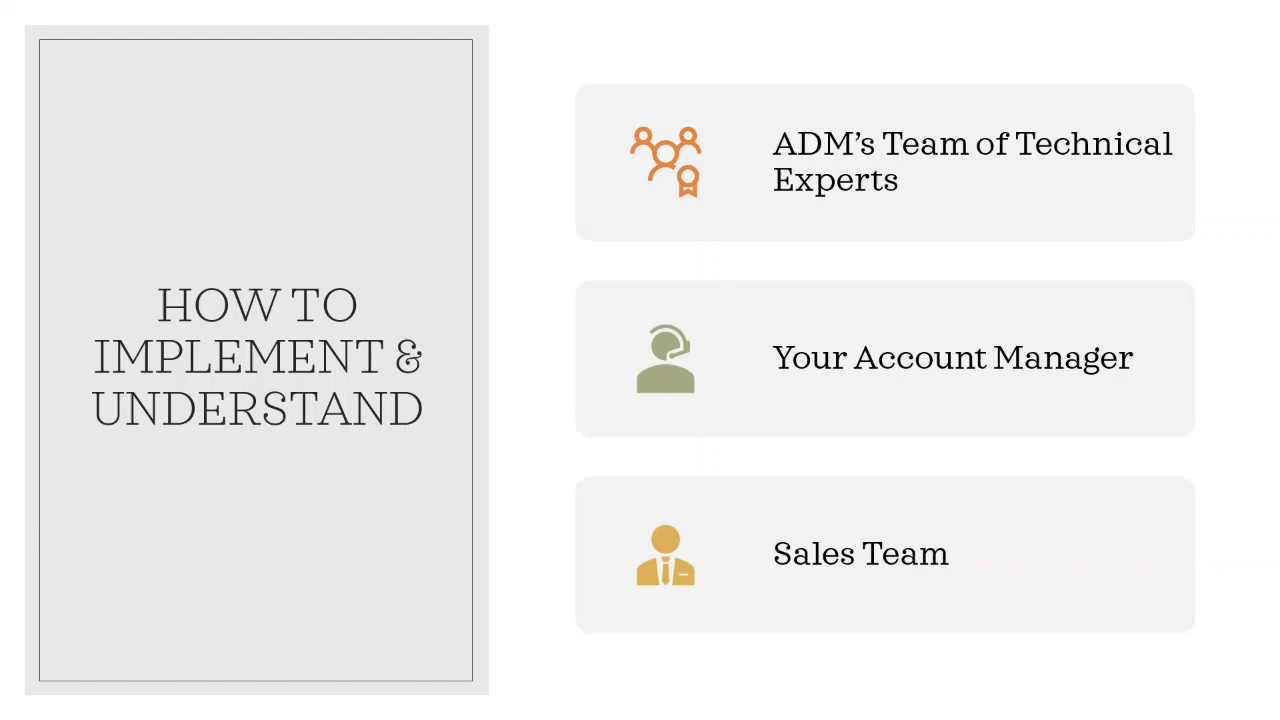 HOW TO
IMPLEMENT &
UNDERSTAND
ADM’s Team of Technical
Experts
Your Account Manager
Sales Team